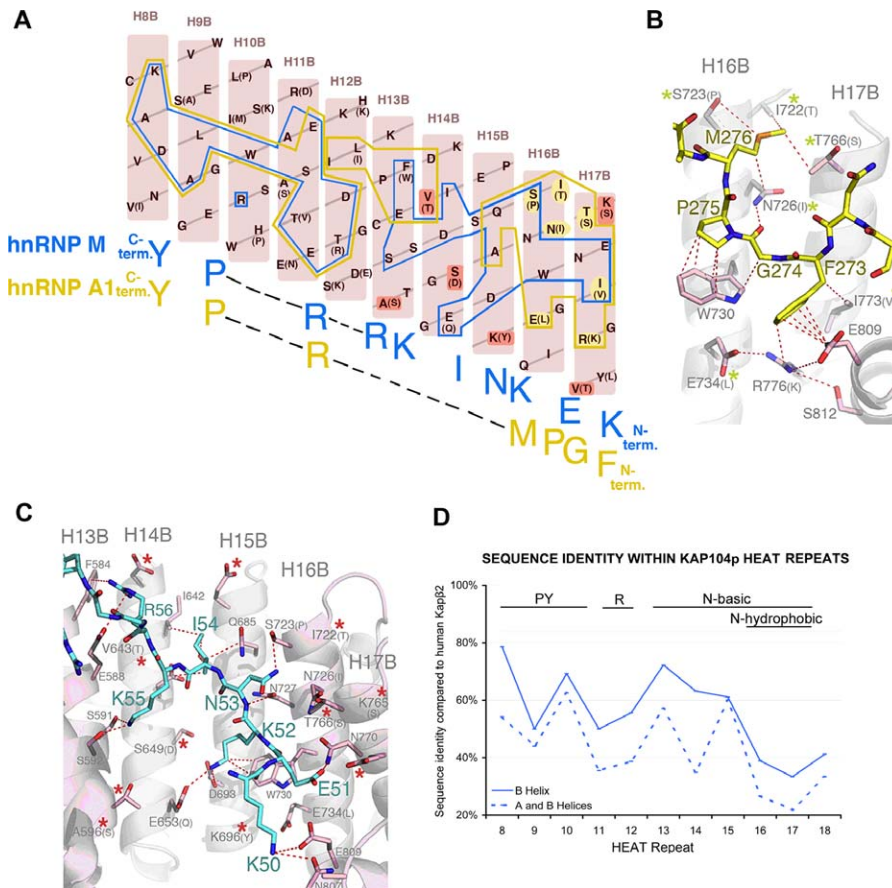 A
H8B
H9B
H10B
H11B
H12B
H13B
H14B
H15B
H16B
H17B
C
K
A
V
D
V(I)
N
V
W
S(A)
E
L
A
G
G
E
L(P)
A
S(K)
I(M)
W
R
S
W
H
(P)
R(D)
A
E
S
A
(S)
T(V)
E
E(N)
H
K
(K)
L
(I)
I
D
T
(R)
S(K)
D(E)
K
P
F
(W)
C
E
S
A(S)
T
D
K
V
(T)
I
S
D
S
(D)
G
G
E
(Q)
E
P
Q
S
A
D
K(Y)
S
(P)
I
(T)
N(I)
N
W
E(L)
G
Q
I
T
(S)
K
(S)
E
N
I
(V)
G
R(K)
Y(L)
V(T)
hnRNP M C-term. Y
P
R
R
K
I
N
K
E
K N-term.
hnRNP A1 C-term. Y
P
R
M
P
G
F N-term.
B
H16B
H17B
*S723(P)
I722(T)
*
M276
*T766(S)
P275
N726(I)
*
G274
F273
W730
I773(V
E809
E734(L)
*
R776(K)
S812
C
H13B
H14B
H15B
H16B
H17B
F584
*
*
R56
I642
I54
Q685
S723(P)
I722(T)
*
V643(T)
*
E588
N726(I)
K765
(S)
*
K55
N53
N727
T766(S)
*
S591
K52
N770
*
S592
S649(D)
*
D693
W730
E51
*
A596(S)
E653(Q)
E734(L)
*
K696(Y)
K50
E809
N807
D
SEQUENCE IDENTITY WITHIN KAP104p HEAT REPEATS
Sequence identity compared to human Kapβ2
100%
80%
60%
40%
20%
PY
R
N-basic
N-hydrophobic
B Helix
A and B Helices
8 9 10 11 12 13 14 15 16 17 18
HEAT Repeat